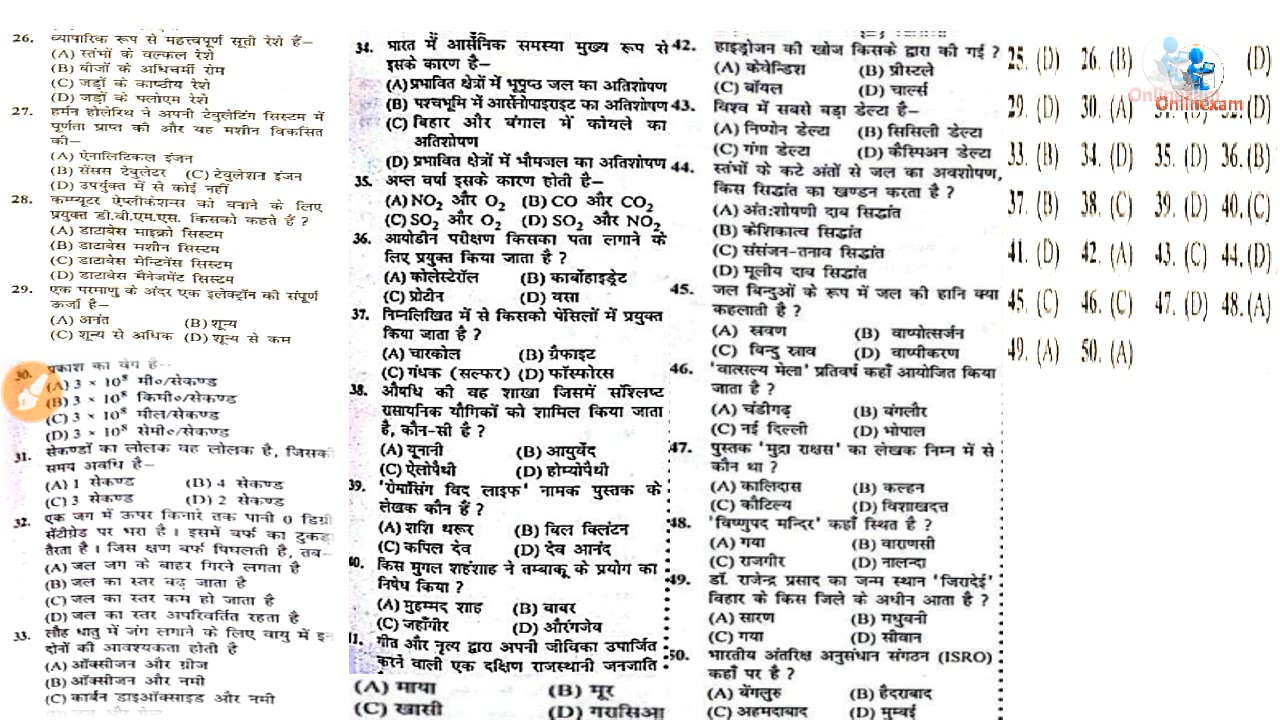 26. व्यापारिक रूप से महत्त्वपूर्ण सूती रेशे हैं–
(A) स्तंभों के वल्कल रेशे
(B) बीजों के अधिचर्मी रोम
(C) जड़ों के काष्ठीय रेशे
(D) जड़ों के फ्लोएम रेशे
27. हर्मन होलेरिथ ने अपनी टेबुलेटिंग सिस्टम में
पूर्णता प्राप्त की और यह मशीन विकसित
की–
(A) ऐनालिटिकल इंजन
(B) सेंसस टेबुलेटर (C) टेबुलेशन इंजन
(D) उपर्युक्त में से कोई नहीं
28. कम्प्यूटर ऐप्लीकेशन्स को बनाने के लिए
प्रयुक्त डी.बी.एम.एस. किसको कहते हैं ?
(A) डाटाबेस माइक्रो सिस्टम
(B) डाटाबेस मशीन सिस्टम
(C) डाटाबेस मेन्टिनेंस सिस्टम
(D) डाटाबेस मैनेजमेंट सिस्टम
29. एक परमाणु के अंदर एक इलेक्ट्रॉन की संपूर्ण
ऊर्जा है–
(A) अनंत (B) शून्य
(C) शून्य से अधिक (D) शून्य से कम
30. प्रकाश का वेग है–
(A) 3 × 10⁸ मी०/सेकण्ड
(B) 3 × 10⁸ किमी०/सेकण्ड
(C) 3 × 10⁸ मील/सेकण्ड
(D) 3 × 10⁸ सेमी०/सेकण्ड
31. सेकण्डों का लोलक वह लोलक है, जिसकी
समय अवधि है–
(A) 1 सेकण्ड (B) 4 सेकण्ड
(C) 3 सेकण्ड (D) 2 सेकण्ड
32. एक जग में ऊपर किनारे तक पानी 0 डिग्री
सेंटीग्रेड पर भरा है। इसमें बर्फ का टुकड़
तैरता है। जिस क्षण बर्फ पिघलती है, तब–
(A) जल जग के बाहर गिरने लगता है
(B) जल का स्तर बढ़ जाता है
(C) जल का स्तर कम हो जाता है
(D) जल का स्तर अपरिवर्तित रहता है
33. लौह धातु में जंग लगाने के लिए वायु में इन
दोनों की आवश्यकता होती है
(A) ऑक्सीजन और ग्रीज
(B) ऑक्सीजन और नमी
(C) कार्बन डाइऑक्साइड और नमी
34. भारत में आर्सेनिक समस्या मुख्य रूप से
इसके कारण है–
(A) प्रभावित क्षेत्रों में भूपृष्ठ जल का अतिशोषण
(B) पश्चभूमि में आर्सेनोपाइराइट का अतिशोषण
(C) बिहार और बंगाल में कोयले का
अतिशोषण
(D) प्रभावित क्षेत्रों में भौमजल का अतिशोषण
35. अम्ल वर्षा इसके कारण होती है–
(A) NO₂ और O₂ (B) CO और CO₂
(C) SO₂ और O₂ (D) SO₂ और NO₂
36. आयोडीन परीक्षण किसका पता लगाने के
लिए प्रयुक्त किया जाता है ?
(A) कोलेस्टेरॉल (B) कार्बोहाइड्रेट
(C) प्रोटीन (D) वसा
37. निम्नलिखित में से किसको पेंसिलों में प्रयुक्त
किया जाता है ?
(A) चारकोल (B) ग्रैफाइट
(C) गंधक (सल्फर) (D) फॉस्फोरस
38. औषधि की वह शाखा जिसमें संश्लिष्ट
रासायनिक यौगिकों को शामिल किया जाता
है, कौन-सी है ?
(A) यूनानी (B) आयुर्वेद
(C) ऐलोपैथी (D) होम्योपैथी
39. 'रोमांसिंग विद लाइफ' नामक पुस्तक के
लेखक कौन हैं ?
(A) शशि थरूर (B) बिल क्लिंटन
(C) कपिल देव (D) देव आनंद
40. किस मुगल शहंशाह ने तम्बाकू के प्रयोग का
निषेध किया ?
(A) मुहम्मद शाह (B) बाबर
(C) जहाँगीर (D) औरंगजेब
11. गीत और नृत्य द्वारा अपनी जीविका उपार्जित
करने वाली एक दक्षिण राजस्थानी जनजाति
(A) माया (B) मूर
(C) खासी (D) गरासिआ
42. हाइड्रोजन की खोज किसके द्वारा की गई ?
(A) केवेन्डिश (B) प्रीस्टले
(C) बॉयल (D) चार्ल्स
43. विश्व में सबसे बड़ा डेल्टा है–
(A) निप्पोन डेल्टा (B) सिसिली डेल्टा
(C) गंगा डेल्टा (D) कैस्पिअन डेल्टा
44. स्तंभों के कटे अंतों से जल का अवशोषण,
किस सिद्धांत का खण्डन करता है ?
(A) अंतःशोषणी दाब सिद्धांत
(B) केशिकात्व सिद्धांत
(C) संसंजन-तनाव सिद्धांत
(D) मूलीय दाब सिद्धांत
45. जल बिन्दुओं के रूप में जल की हानि क्या
कहलाती है ?
(A) स्रवण (B) वाष्पोत्सर्जन
(C) बिन्दु स्राव (D) वाष्पीकरण
46. 'वात्सल्य मेला' प्रतिवर्ष कहाँ आयोजित किया
जाता है ?
(A) चंडीगढ़ (B) बंगलौर
(C) नई दिल्ली (D) भोपाल
47. पुस्तक 'मुद्रा राक्षस' का लेखक निम्न में से
कौन था ?
(A) कालिदास (B) कल्हन
(C) कौटिल्य (D) विशाखदत्त
48. 'विष्णुपद मन्दिर' कहाँ स्थित है ?
(A) गया (B) वाराणसी
(C) राजगीर (D) नालन्दा
49. डॉ. राजेन्द्र प्रसाद का जन्म स्थान 'जिरादेई'
बिहार के किस जिले के अधीन आता है ?
(A) सारण (B) मधुबनी
(C) गया (D) सीवान
50. भारतीय अंतरिक्ष अनुसंधान संगठन (ISRO)
कहाँ पर है ?
(A) बेंगलुरु (B) हैदराबाद
(C) अहमदाबाद (D) मुम्बई
25. (D) 26. (B) (D)
Onlinexam
29. (D) 30. (A) 31. (D) 32. (D)
33. (B) 34. (D) 35. (D) 36. (B)
37. (B) 38. (C) 39. (D) 40. (C)
41. (D) 42. (A) 43. (C) 44. (D)
45. (C) 46. (C) 47. (D) 48. (A)
49. (A) 50. (A)